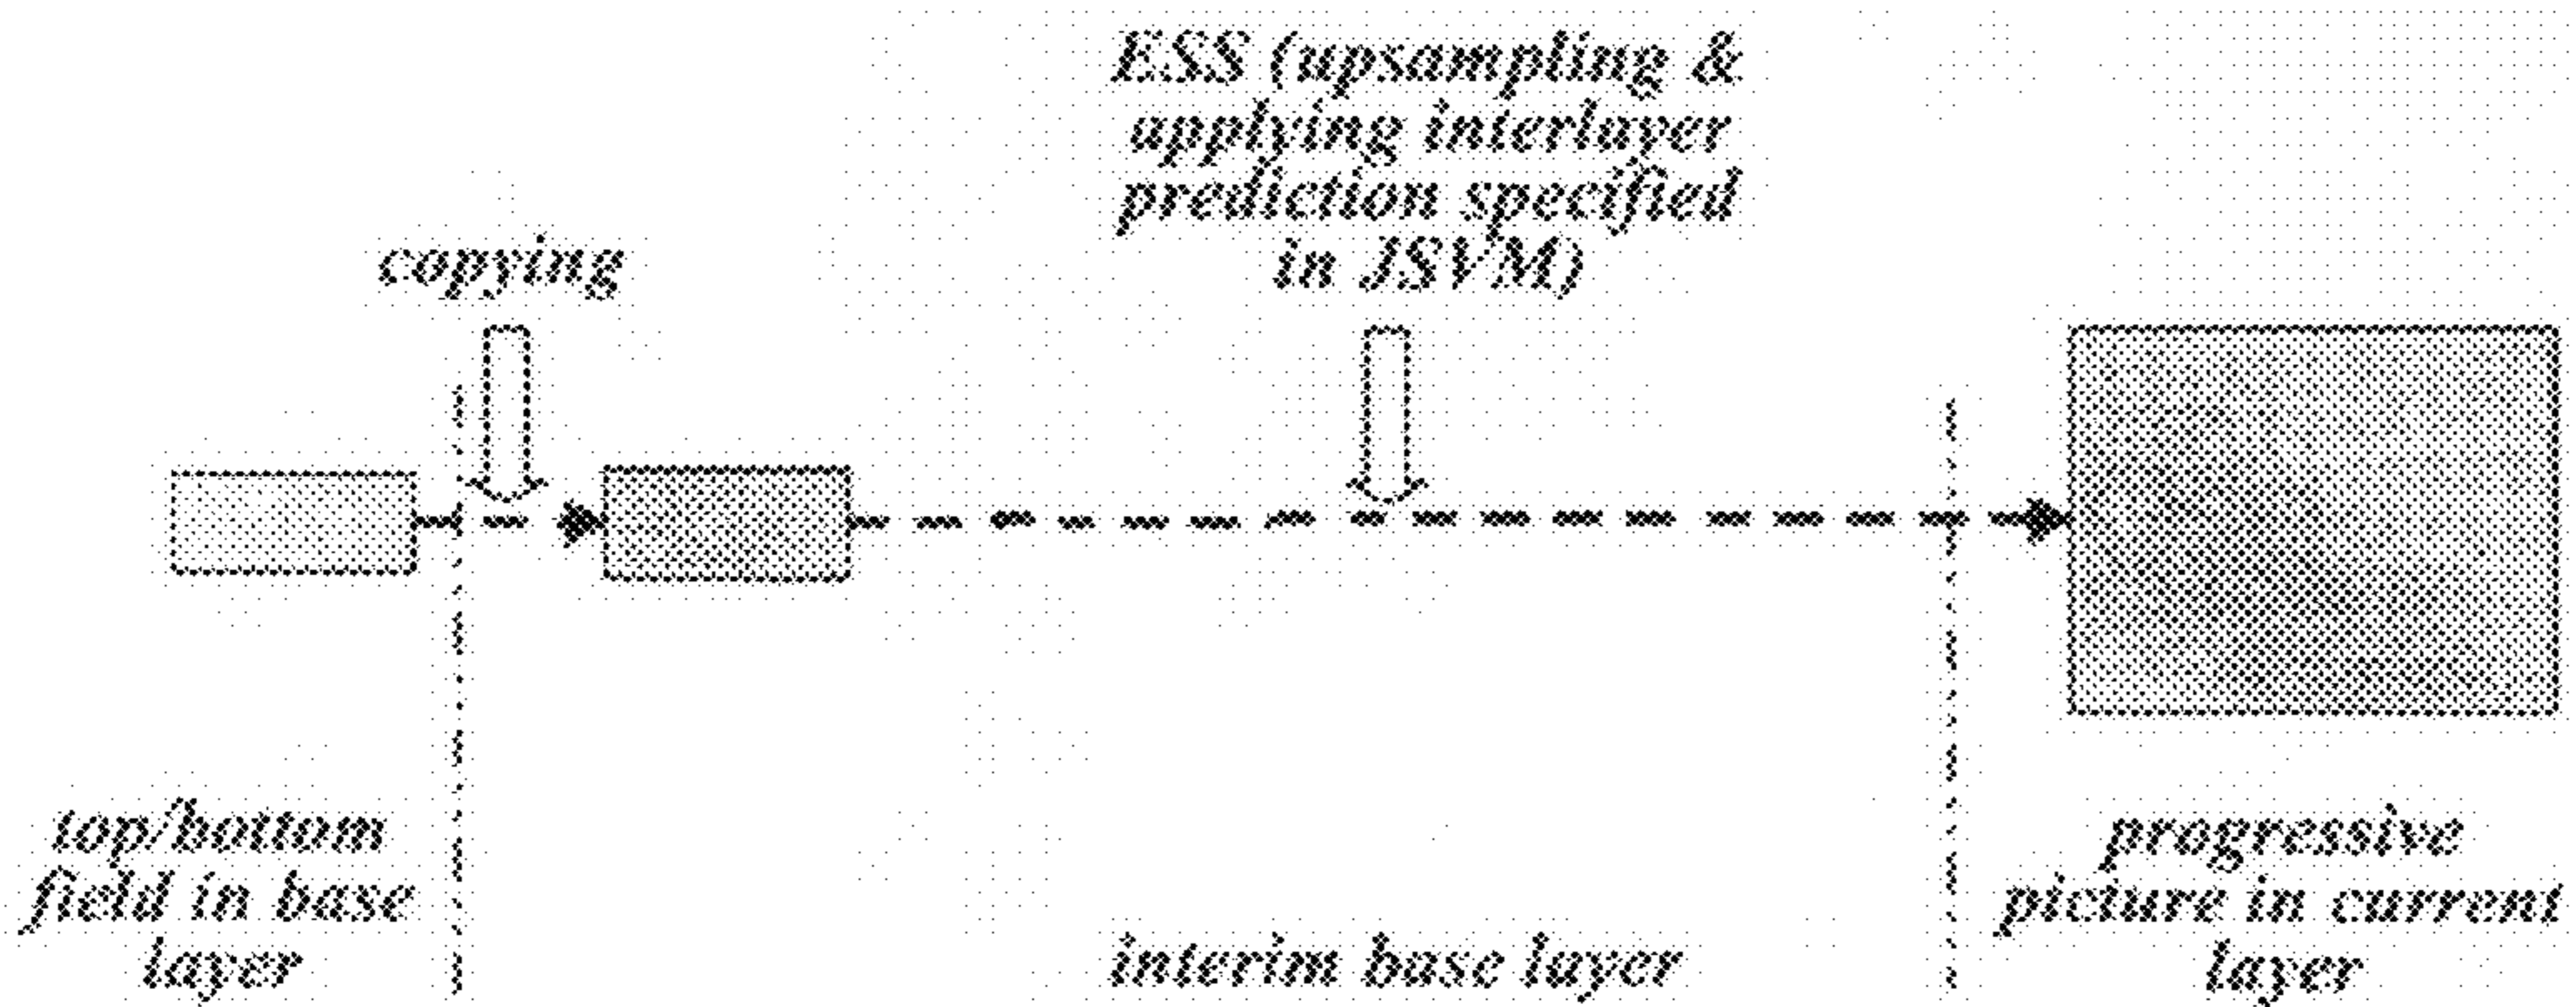 ESS (upsampling &
applying interlayer
prediction specified
in JSVM)
copying
top/bottom
field in base
layer
interim base layer
progressive
picture in current
layer